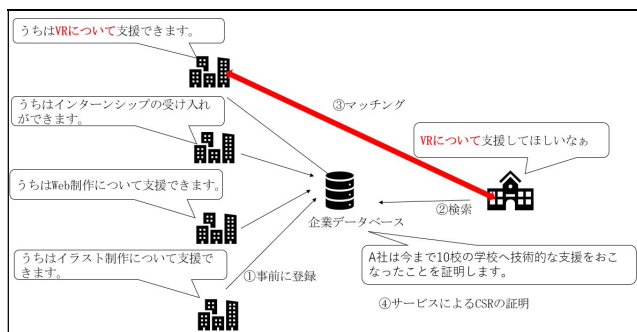 うちはVRについて支援できます。
うちはインターンシップの受け入れ
ができます。
うちはWeb制作について支援できます。
うちはイラスト制作について支援で
きます。
①事前に登録
企業データベース
③マッチング
VRについて支援してほしいなぁ
②検索
A社は今まで10校の学校へ技術的な支援をおこ
なったことを証明します。
④サービスによるCSRの証明